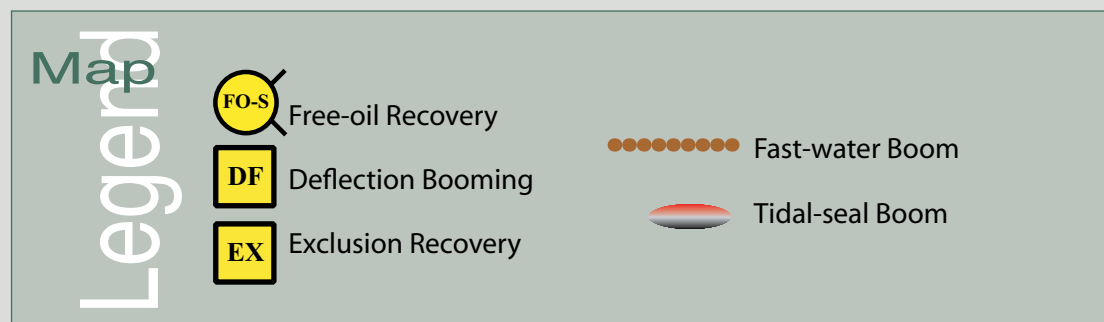 Map
Legend
FO-S
Free-oil Recovery
DF
Deflection Booming
EX
Exclusion Recovery
Fast-water Boom
Tidal-seal Boom